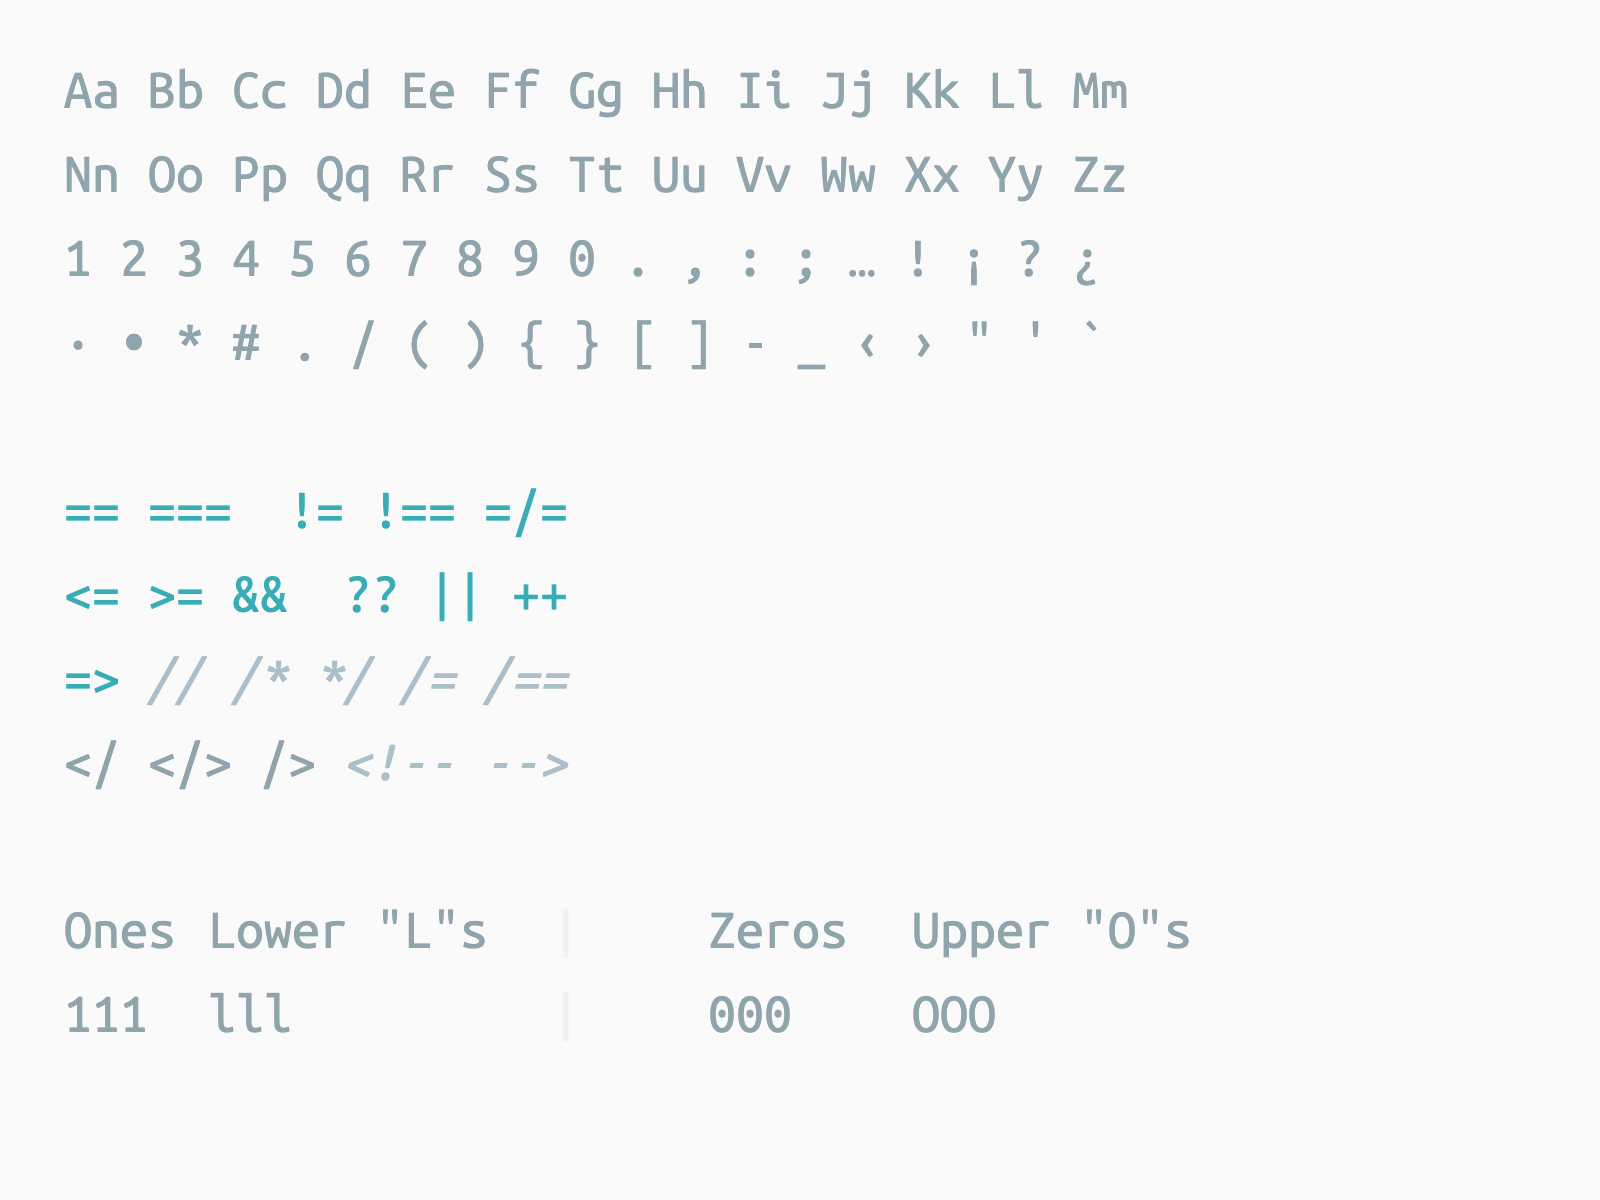 Aa Bb Cc Dd Ee Ff Gg Hh Ii Jj Kk Ll Mm
Nn Oo Pp Qq Rr Ss Tt Uu Vv Ww Xx Yy Zz
1 2 3 4 5 6 7 8 9 0 . , : ; … ! ¡ ? ¿
· • * # . / ( ) { } [ ] - _ ‹ › " ' `
== ===  != !== =/=
<= >= &&  ?? || ++
=> // /* */ /= /==
</ </> /> <!-- -->
Ones Lower "L"s | Zeros Upper "O"s
111 lll | 000 OOO